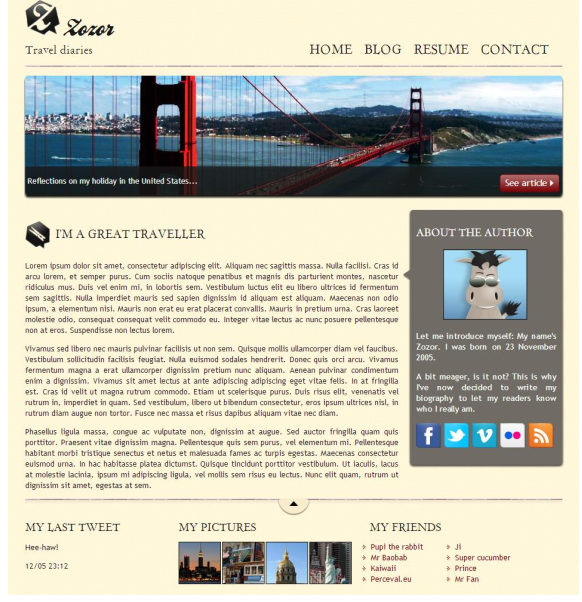 Zozor
Travel diaries
HOME BLOG RESUME CONTACT
Reflections on my holiday in the United States...
See article
I'M A GREAT TRAVELLER
Lorem ipsum dolor sit amet, consectetur adipiscing elit. Aliquam nec sagittis massa. Nulla facilisi. Cras id
arcu lorem, et semper purus. Cum sociis natoque penatibus et magnis dis parturient montes, nascetur
ridiculus mus. Duis vel enim mi, in lobortis sem. Vestibulum luctus elit eu libero ultrices id fermentum
sem sagittis. Nulla imperdiet mauris sed sapien dignissim id aliquam est aliquam. Maecenas non odio
ipsum, a elementum nisi. Mauris non erat eu erat placerat convallis. Mauris in pretium urna. Cras laoreet
molestie odio, consequat consequat velit commodo eu. Integer vitae lectus ac nunc posuere pellentesque
non at eros. Suspendisse non lectus lorem.
Vivamus sed libero nec mauris pulvinar facilisis ut non sem. Quisque mollis ullamcorper diam vel faucibus.
Vestibulum sollicitudin facilisis feugiat. Nulla euismod sodales hendrerit. Donec quis orci arcu. Vivamus
fermentum magna a erat ullamcorper dignissim pretium nunc aliquam. Aenean pulvinar condimentum
enim a dignissim. Vivamus sit amet lectus at ante adipiscing adipiscing eget vitae felis. In at fringilla
est. Cras id velit ut magna rutrum commodo. Etiam ut scelerisque purus. Duis risus elit, venenatis vel
rutrum in, imperdiet in quam. Sed vestibulum, libero ut bibendum consectetur, eros ipsum ultrices nisl, in
rutrum diam augue non tortor. Fusce nec massa et risus dapibus aliquam vitae nec diam.
Phasellus ligula massa, congue ac vulputate non, dignissim at augue. Sed auctor fringilla quam quis
porttitor. Praesent vitae dignissim magna. Pellentesque quis sem purus, vel elementum mi. Pellentesque
habitant morbi tristique senectus et netus et malesuada fames ac turpis egestas. Maecenas consectetur
euismod urna. In hac habitasse platea dictumst. Quisque tincidunt porttitor vestibulum. Ut iaculis, lacus
at molestie lacinia, ipsum mi adipiscing ligula, vel mollis sem risus eu lectus. Nunc elit quam, rutrum ut
dignissim sit amet, egestas at sem.
ABOUT THE AUTHOR
Let me introduce myself: My name's
Zozor. I was born on 23 November
2005.
A bit meager, is it not? This is why
I've now decided to write my
biography to let my readers know
who I really am.
MY LAST TWEET
Hee-haw!
12/05 23:12
MY PICTURES
MY FRIENDS
Pupi the rabbit
Mr Baobab
Kaiwaii
Perceval.eu
Ji
Super cucumber
Prince
Mr Fan